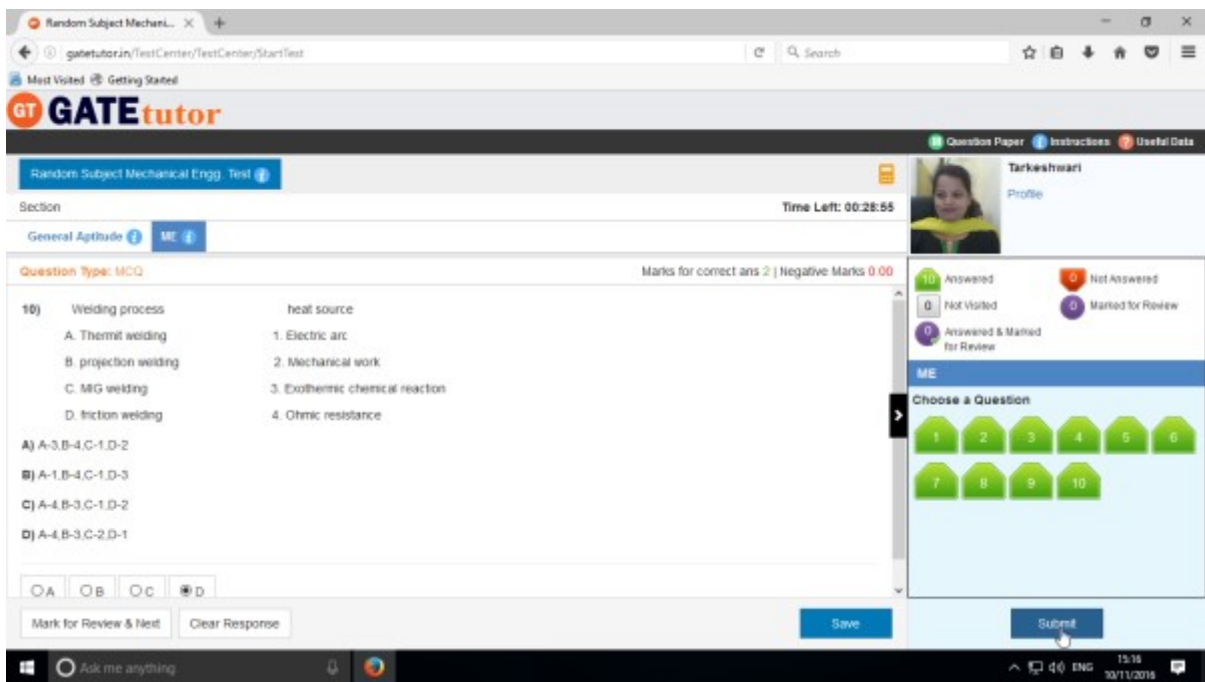 Random Subject Mechani...
gatetutor.in/TestCenter/TestCenter/StartTest
Search
Most Visited Getting Started
GT GATEtutor
Question Paper Instructions Useful Data
Random Subject Mechanical Engg. Test
Tarkeshwari
Profile
Section
Time Left: 00:28:55
General Aptitude ME
Question Type: MCQ
Marks for correct ans 2 | Negative Marks 0.00
10) Welding process heat source
A. Thermit welding 1. Electric arc
B. projection welding 2. Mechanical work
C. MIG welding 3. Exothermic chemical reaction
D. friction welding 4. Ohmic resistance
A) A-3,B-4,C-1,D-2
B) A-1,B-4,C-1,D-3
C) A-4,B-3,C-1,D-2
D) A-4,B-3,C-2,D-1
A B C D
Mark for Review & Next Clear Response Save
10 Answered 0 Not Answered
0 Not Visited 0 Marked for Review
0 Answered & Marked
for Review
ME
Choose a Question
1 2 3 4 5 6
7 8 9 10
Submit
Ask me anything
ENG
15:16
10/11/2016